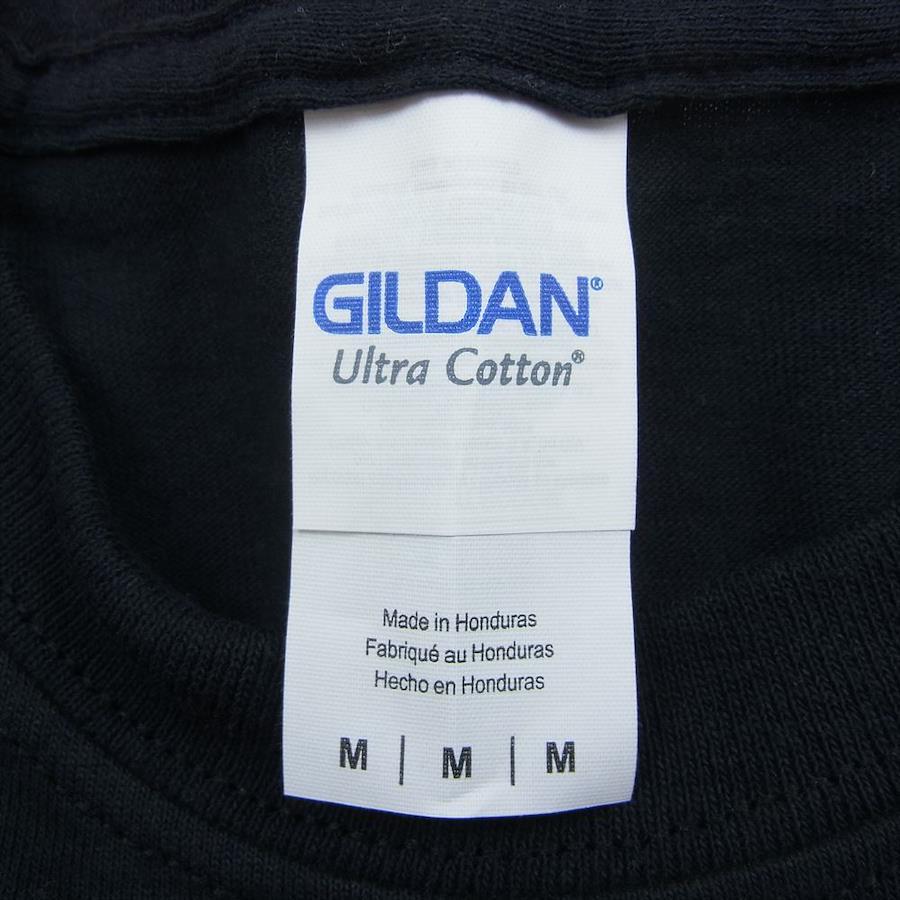 GILDAN®
Ultra Cotton®
Made in Honduras
Fabriqué au Honduras
Hecho en Honduras
M | M | M